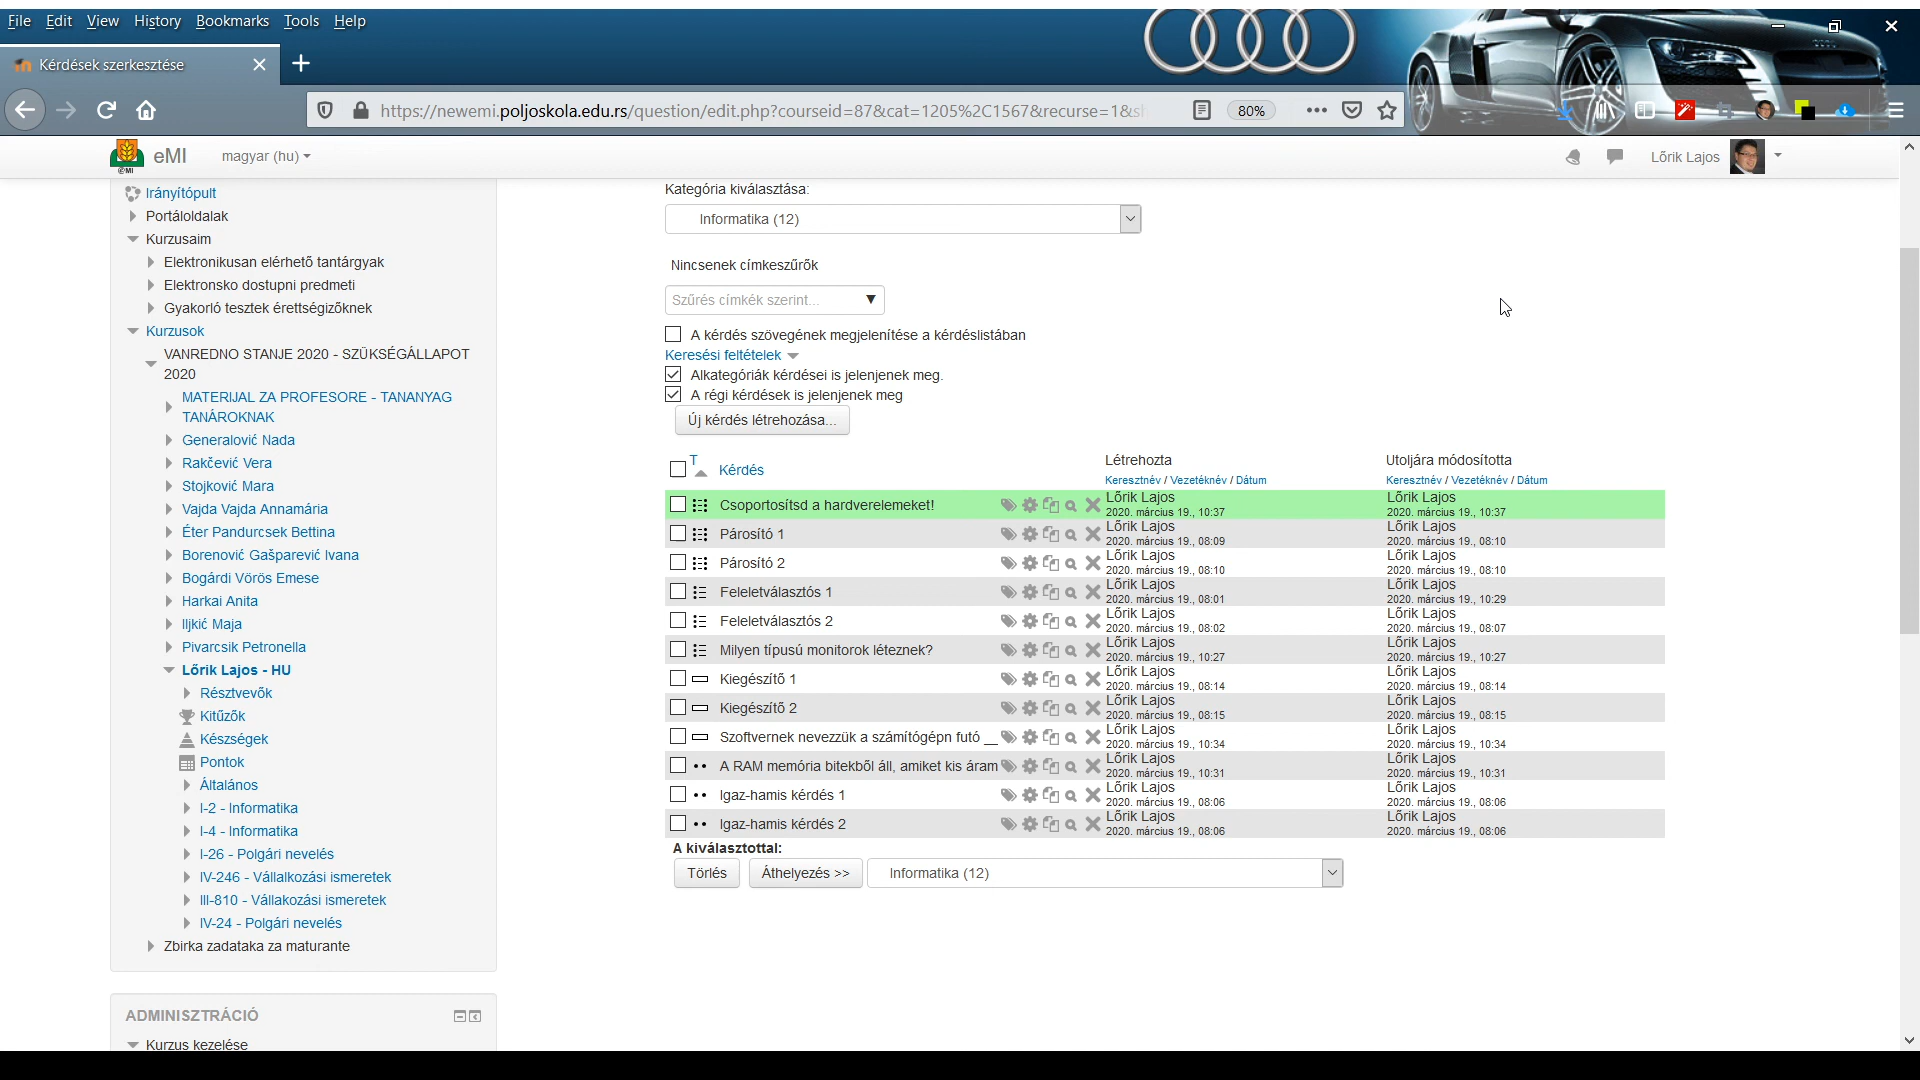 File Edit View History Bookmarks Tools Help
Kérdések szerkesztése
https://newemi.poljoskola.edu.rs/question/edit.php?courseid=87&cat=1205%2C1567&recurse=1&sh
80%
eMI magyar (hu) Lőrik Lajos
Irányítópult
Portáloldalak
Kurzusaim
Elektronikusan elérhető tantárgyak
Elektronsko dostupni predmeti
Gyakorló tesztek érettségizőknek
Kurzusok
VANREDNO STANJE 2020 - SZÜKSÉGÁLLAPOT
2020
MATERIJAL ZA PROFESORE - TANANYAG
TANÁROKNAK
Generalović Nada
Rakčević Vera
Stojković Mara
Vajda Vajda Annamária
Éter Pandurcsek Bettina
Borenović Gašparević Ivana
Bogárdi Vörös Emese
Harkai Anita
Iljkić Maja
Pivarcsik Petronella
Lőrik Lajos - HU
Résztvevők
Kitűzők
Készségek
Pontok
Általános
I-2 - Informatika
I-4 - Informatika
I-26 - Polgári nevelés
IV-246 - Vállalkozási ismeretek
III-810 - Vállakozási ismeretek
IV-24 - Polgári nevelés
Zbirka zadataka za maturante
ADMINISZTRÁCIÓ
Kurzus kezelése
Kategória kiválasztása:
Informatika (12)
Nincsenek címkeszűrők
Szűrés címkék szerint...
A kérdés szövegének megjelenítése a kérdéslistában
Keresési feltételek
Alkategóriák kérdései is jelenjenek meg.
A régi kérdések is jelenjenek meg
Új kérdés létrehozása...
T Kérdés Létrehozta Utoljára módosította
Keresztnév / Vezetéknév / Dátum Keresztnév / Vezetéknév / Dátum
Csoportosítsd a hardverelemeket! Lőrik Lajos Lőrik Lajos
2020. március 19., 10:37 2020. március 19., 10:37
Párosító 1 Lőrik Lajos Lőrik Lajos
2020. március 19., 08:09 2020. március 19., 08:10
Párosító 2 Lőrik Lajos Lőrik Lajos
2020. március 19., 08:10 2020. március 19., 08:10
Feleletválasztós 1 Lőrik Lajos Lőrik Lajos
2020. március 19., 08:01 2020. március 19., 10:29
Feleletválasztós 2 Lőrik Lajos Lőrik Lajos
2020. március 19., 08:02 2020. március 19., 08:07
Milyen típusú monitorok léteznek? Lőrik Lajos Lőrik Lajos
2020. március 19., 10:27 2020. március 19., 10:27
Kiegészítő 1 Lőrik Lajos Lőrik Lajos
2020. március 19., 08:14 2020. március 19., 08:14
Kiegészítő 2 Lőrik Lajos Lőrik Lajos
2020. március 19., 08:15 2020. március 19., 08:15
Szoftvernek nevezzük a számítógépn futó __ Lőrik Lajos Lőrik Lajos
2020. március 19., 10:34 2020. március 19., 10:34
A RAM memória bitekből áll, amiket kis áram Lőrik Lajos Lőrik Lajos
2020. március 19., 10:31 2020. március 19., 10:31
Igaz-hamis kérdés 1 Lőrik Lajos Lőrik Lajos
2020. március 19., 08:06 2020. március 19., 08:06
Igaz-hamis kérdés 2 Lőrik Lajos Lőrik Lajos
2020. március 19., 08:06 2020. március 19., 08:06
A kiválasztottal:
Törlés Áthelyezés >> Informatika (12)